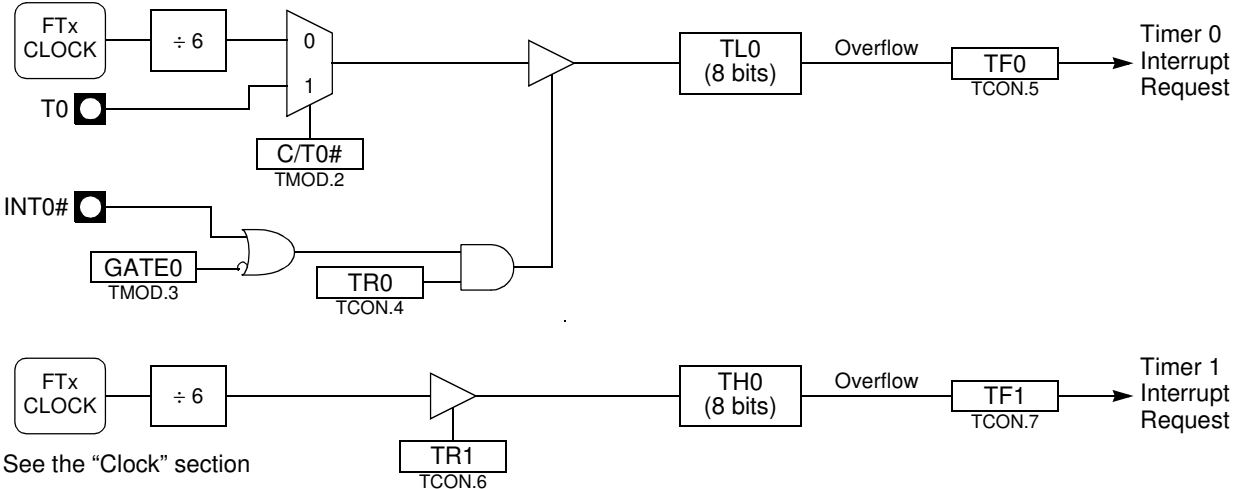 FTx
CLOCK
÷ 6
0
1
T0
C/T0#
TMOD.2
TL0
(8 bits)
Overflow
TF0
TCON.5
Timer 0
Interrupt
Request
INT0#
GATE0
TMOD.3
TR0
TCON.4
FTx
CLOCK
÷ 6
TR1
TCON.6
TH0
(8 bits)
Overflow
TF1
TCON.7
Timer 1
Interrupt
Request
See the “Clock” section